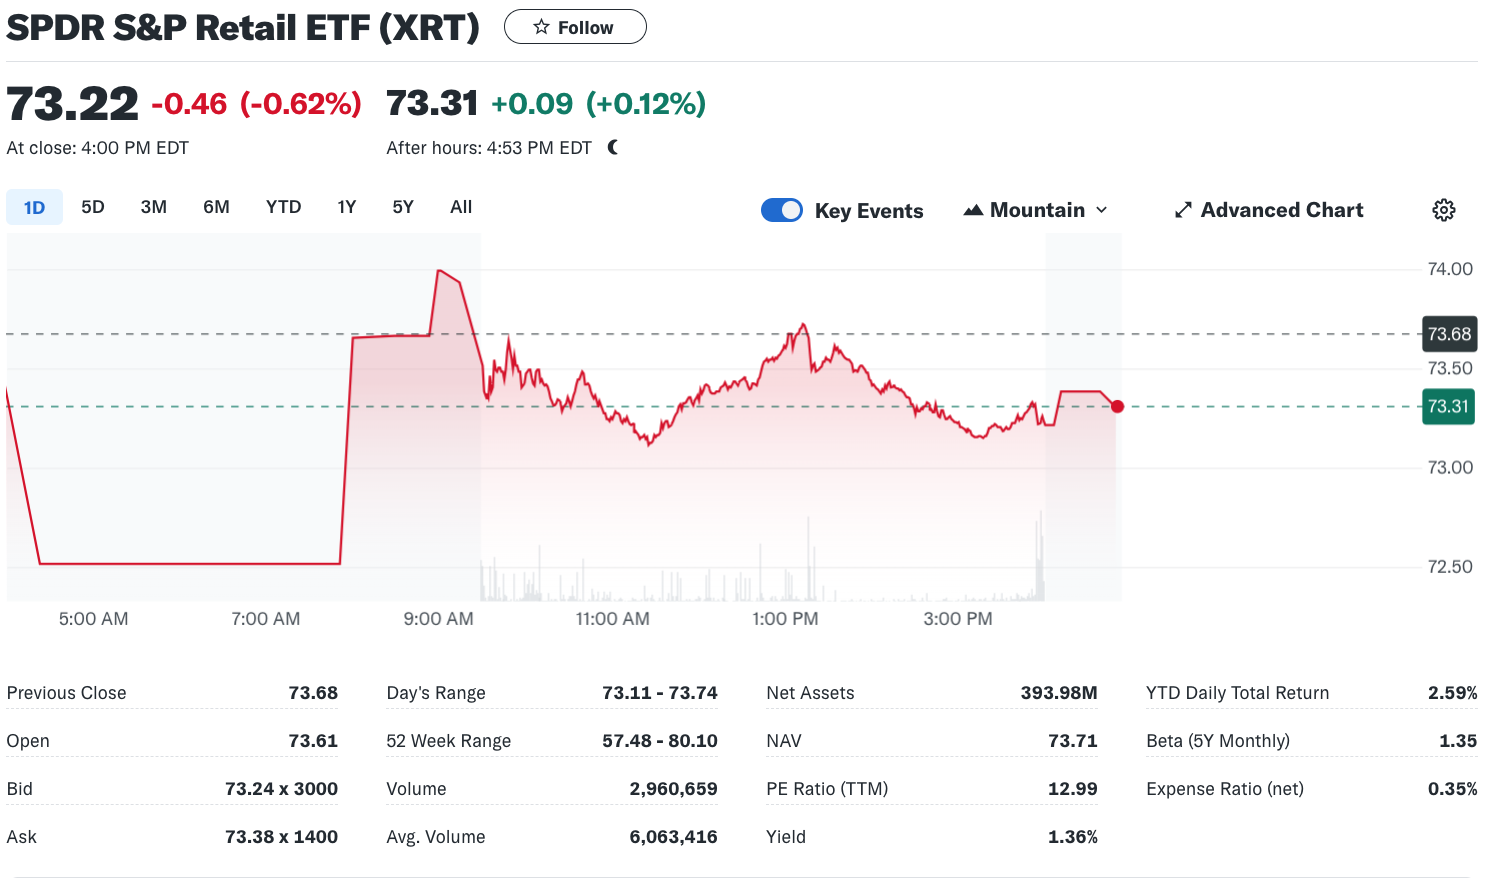 SPDR S&P Retail ETF (XRT) Follow
73.22 -0.46 (-0.62%) 73.31 +0.09 (+0.12%)
At close: 4:00 PM EDT After hours: 4:53 PM EDT
1D 5D 3M 6M YTD 1Y 5Y All Key Events Mountain Advanced Chart
74.00
73.68
73.50
73.31
73.00
72.50
5:00 AM 7:00 AM 9:00 AM 11:00 AM 1:00 PM 3:00 PM
Previous Close 73.68 Day's Range 73.11 - 73.74 Net Assets 393.98M YTD Daily Total Return 2.59%
Open 73.61 52 Week Range 57.48 - 80.10 NAV 73.71 Beta (5Y Monthly) 1.35
Bid 73.24 x 3000 Volume 2,960,659 PE Ratio (TTM) 12.99 Expense Ratio (net) 0.35%
Ask 73.38 x 1400 Avg. Volume 6,063,416 Yield 1.36%